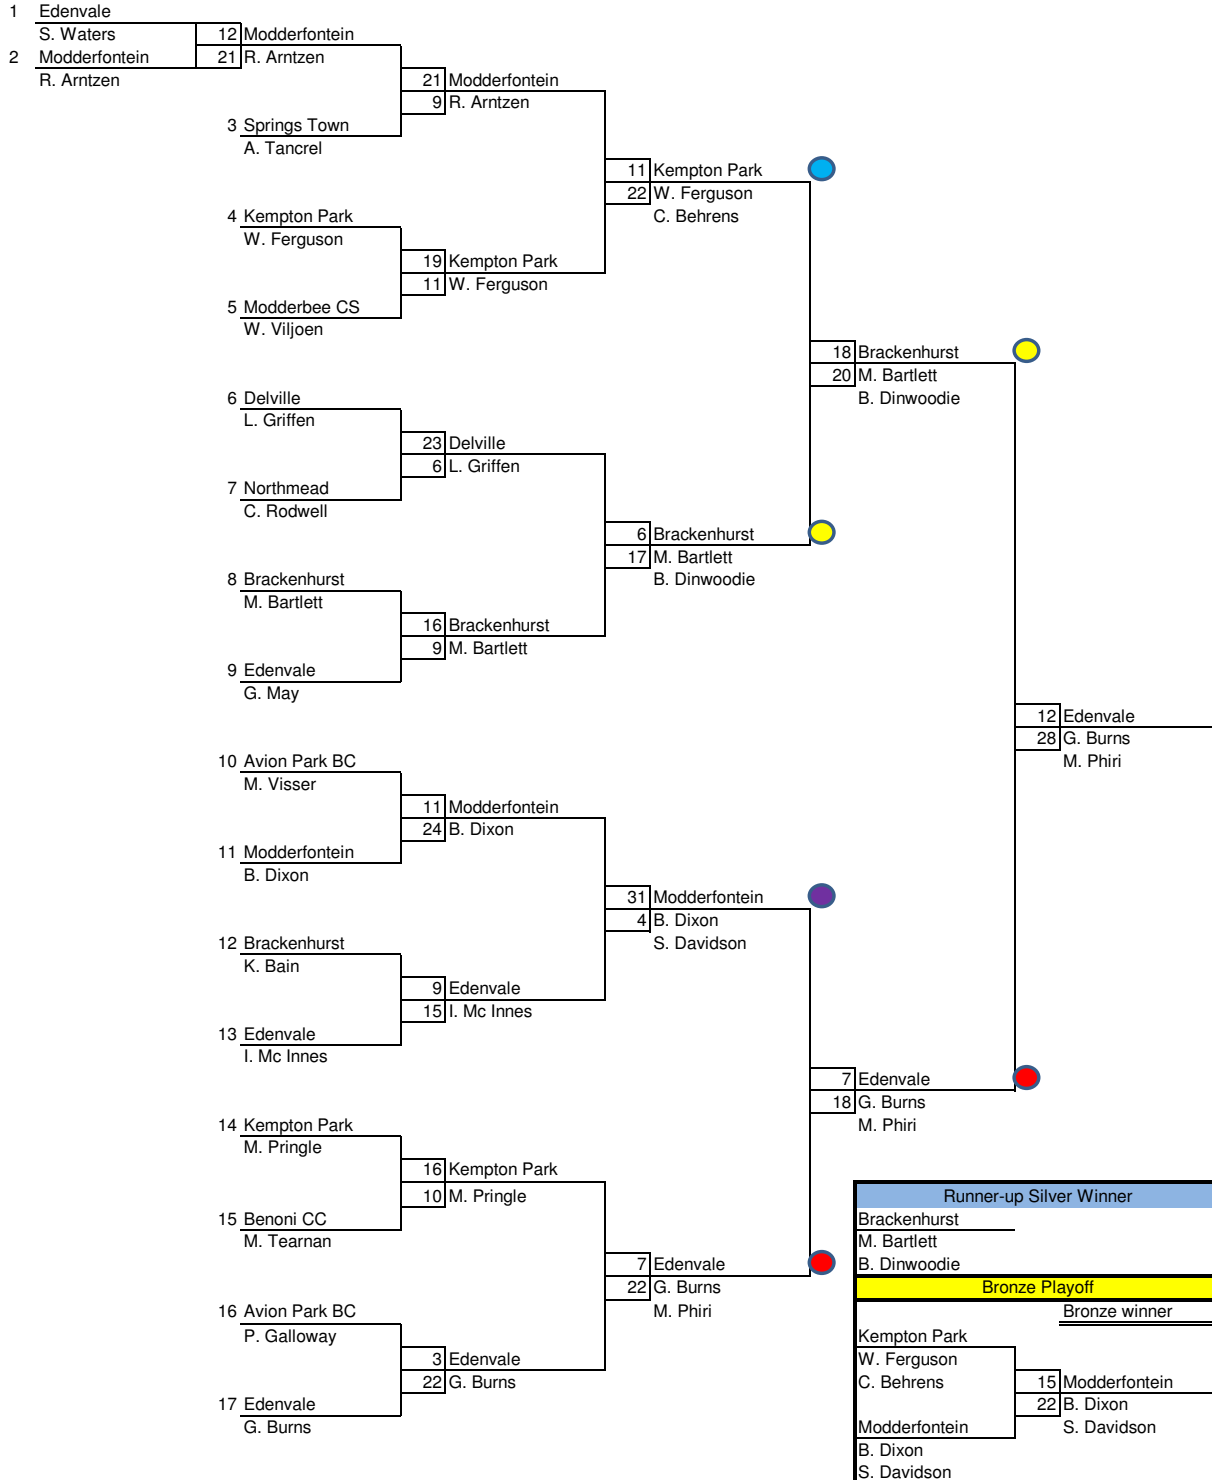 1 Edenvale
S. Waters 12 Modderfontein
2 Modderfontein 21 R. Arntzen
R. Arntzen 21 Modderfontein
9 R. Arntzen
3 Springs Town
A. Tancrel
11 Kempton Park
22 W. Ferguson
4 Kempton Park C. Behrens
W. Ferguson
19 Kempton Park
11 W. Ferguson
5 Modderbee CS
W. Viljoen
18 Brackenhurst
20 M. Bartlett
6 Delville B. Dinwoodie
L. Griffen
23 Delville
6 L. Griffen
7 Northmead
C. Rodwell
6 Brackenhurst
17 M. Bartlett
8 Brackenhurst B. Dinwoodie
M. Bartlett
16 Brackenhurst
9 M. Bartlett
9 Edenvale
G. May
12 Edenvale
28 G. Burns
10 Avion Park BC M. Phiri
M. Visser
11 Modderfontein
24 B. Dixon
11 Modderfontein
B. Dixon
31 Modderfontein
4 B. Dixon
12 Brackenhurst S. Davidson
K. Bain
9 Edenvale
15 I. Mc Innes
13 Edenvale
I. Mc Innes
7 Edenvale
18 G. Burns
14 Kempton Park M. Phiri
M. Pringle
16 Kempton Park
10 M. Pringle Runner-up Silver Winner
15 Benoni CC Brackenhurst
M. Tearnan M. Bartlett
7 Edenvale B. Dinwoodie
22 G. Burns Bronze Playoff
16 Avion Park BC M. Phiri Bronze winner
P. Galloway Kempton Park
3 Edenvale W. Ferguson
22 G. Burns C. Behrens 15 Modderfontein
17 Edenvale 22 B. Dixon
G. Burns Modderfontein S. Davidson
B. Dixon
S. Davidson